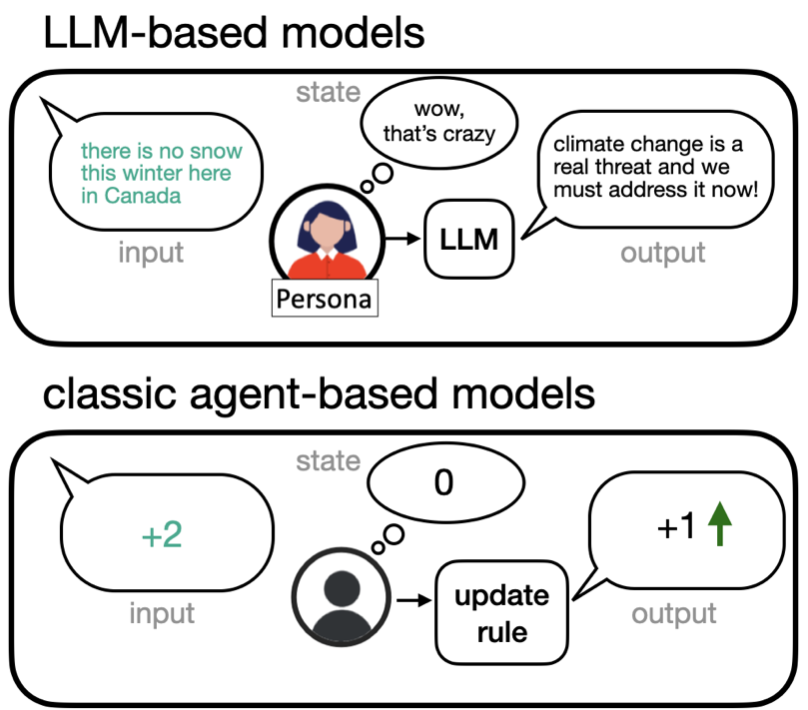 LLM-based models
state
wow,
that's crazy
there is no snow
this winter here
in Canada
input
Persona
LLM
climate change is a
real threat and we
must address it now!
output
classic agent-based models
state
0
+2
input
update
rule
+1
output